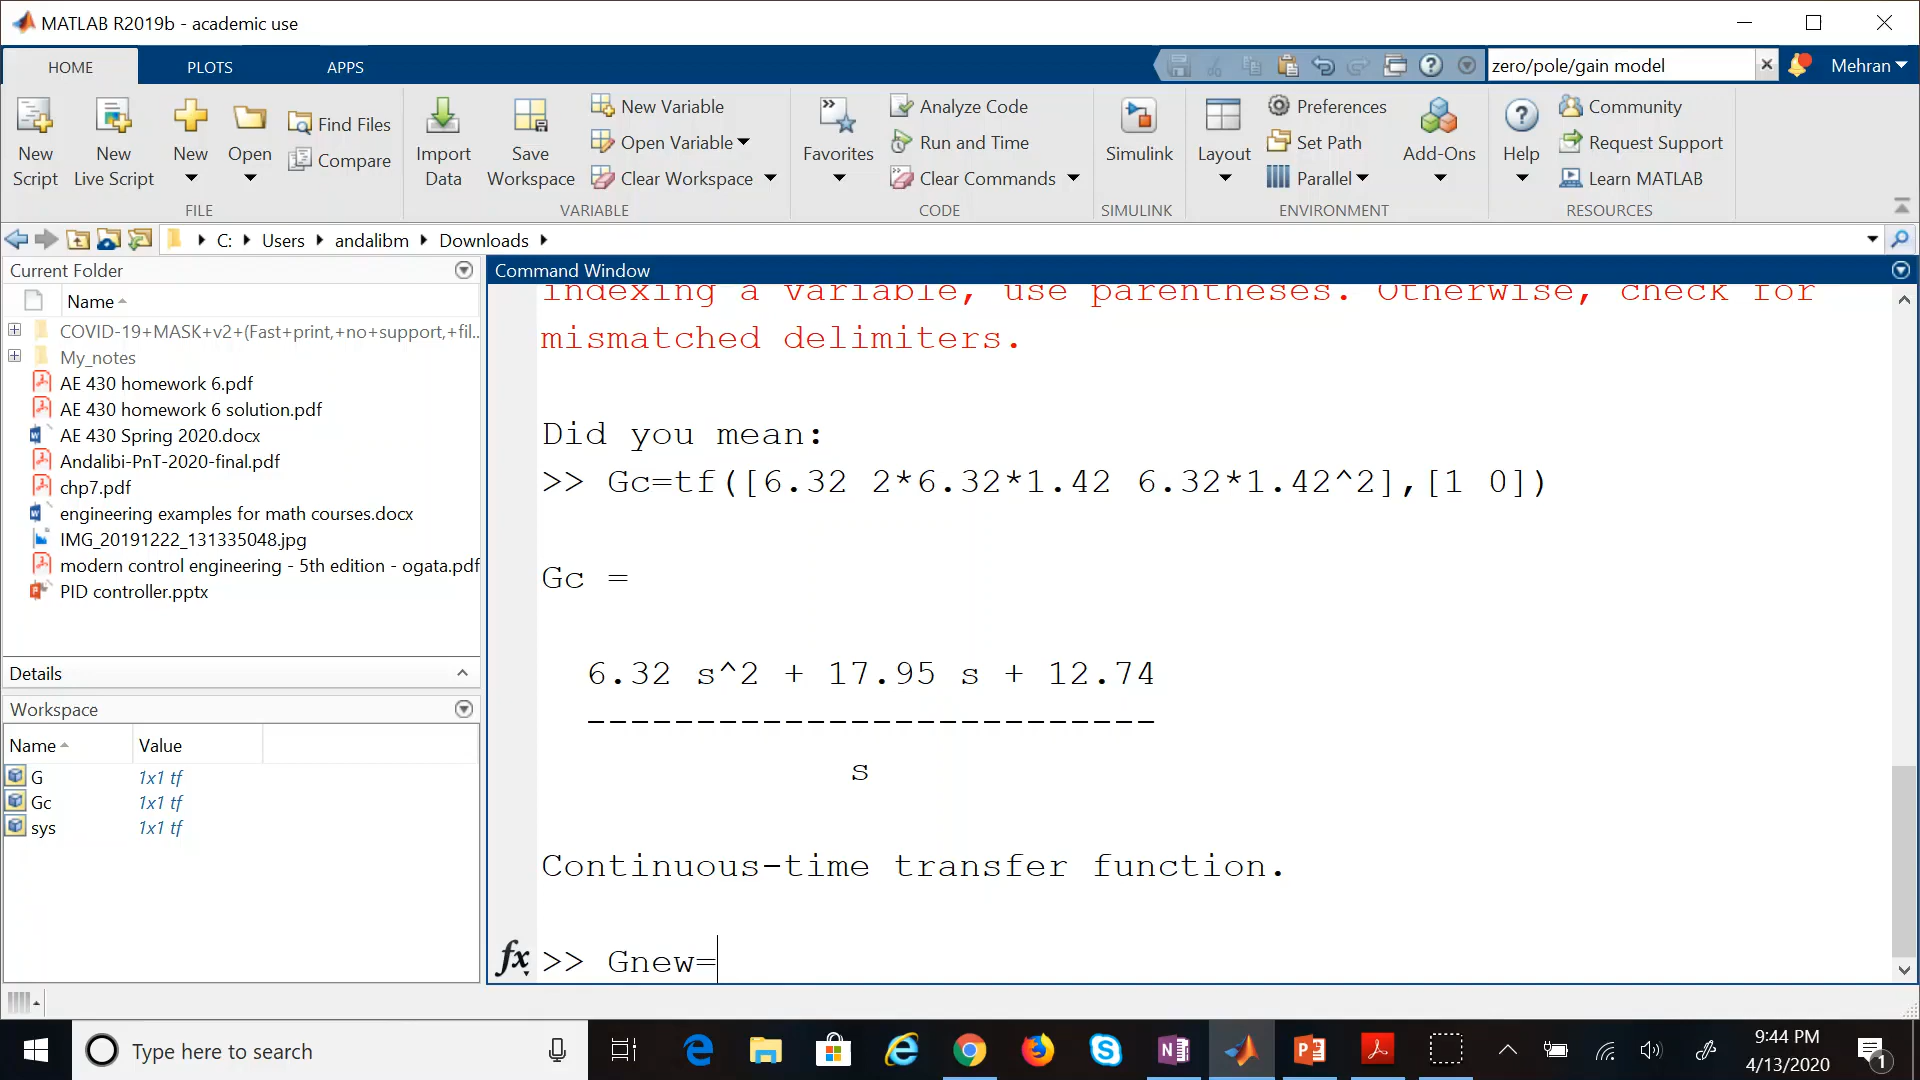 MATLAB R2019b - academic use
HOME PLOTS APPS
zero/pole/gain model
Mehran
New Script
New Live Script
New
Open
Find Files
Compare
FILE
Import Data
Save Workspace
New Variable
Open Variable
Clear Workspace
VARIABLE
Favorites
Analyze Code
Run and Time
Clear Commands
CODE
Simulink
SIMULINK
Layout
Preferences
Set Path
Parallel
Add-Ons
ENVIRONMENT
Help
Community
Request Support
Learn MATLAB
RESOURCES
C: Users andalibm Downloads
Current Folder
Name
COVID-19+MASK+v2+(Fast+print,+no+support,+fil...
My_notes
AE 430 homework 6.pdf
AE 430 homework 6 solution.pdf
AE 430 Spring 2020.docx
Andalibi-PnT-2020-final.pdf
chp7.pdf
engineering examples for math courses.docx
IMG_20191222_131335048.jpg
modern control engineering - 5th edition - ogata.pdf
PID controller.pptx
Details
Workspace
Name Value
G 1x1 tf
Gc 1x1 tf
sys 1x1 tf
Command Window
indexing a variable, use parentheses. Otherwise, check for
mismatched delimiters.
Did you mean:
>> Gc=tf([6.32 2*6.32*1.42 6.32*1.42^2],[1 0])
Gc =
6.32 s^2 + 17.95 s + 12.74
--------------------------
s
Continuous-time transfer function.
fx >> Gnew=
Type here to search
9:44 PM
4/13/2020
1